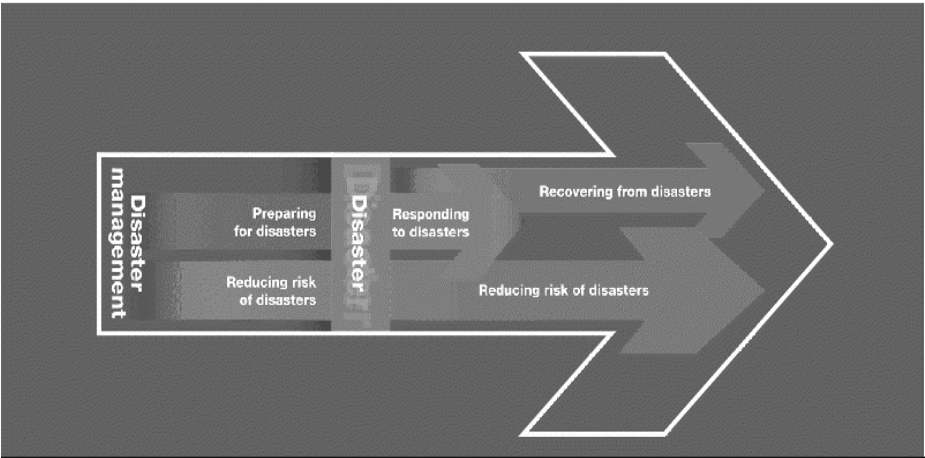 Disaster
management
Preparing
for disasters
Reducing risk
of disasters
Disaster
Disaster
Responding
to disasters
Recovering from disasters
Reducing risk of disasters